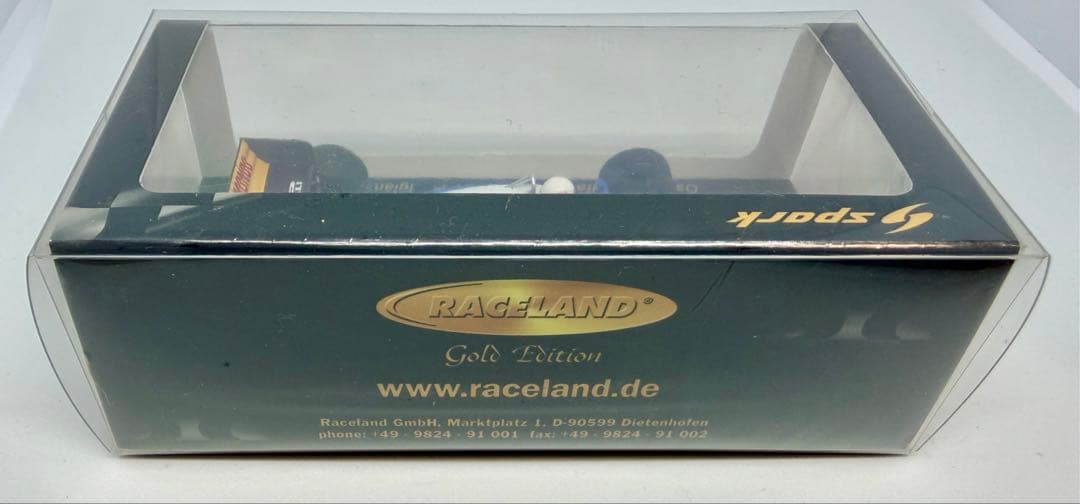 spark
RACELAND®
Gold Edition
www.raceland.de
Raceland GmbH, Marktplatz 1, D-90599 Dietenhofen
phone: +49 - 9824 - 91 001 fax: +49 - 9824 - 91 002